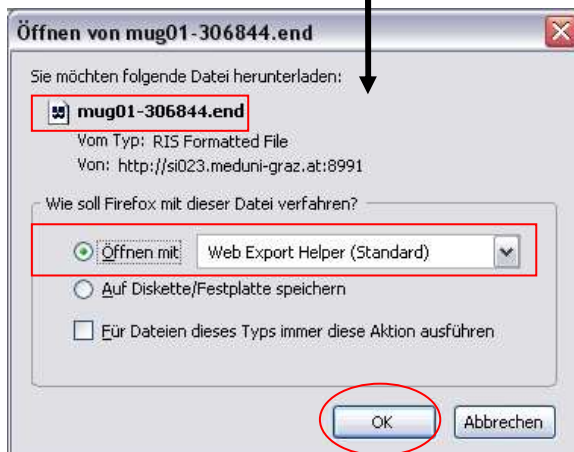 Öffnen von mug01-306844.end
Sie möchten folgende Datei herunterladen:
mug01-306844.end
Vom Typ: RIS Formatted File
Von: http://si023.meduni-graz.at:8991
Wie soll Firefox mit dieser Datei verfahren?
Öffnen mit Web Export Helper (Standard)
Auf Diskette/Festplatte speichern
Für Dateien dieses Typs immer diese Aktion ausführen
OK Abbrechen